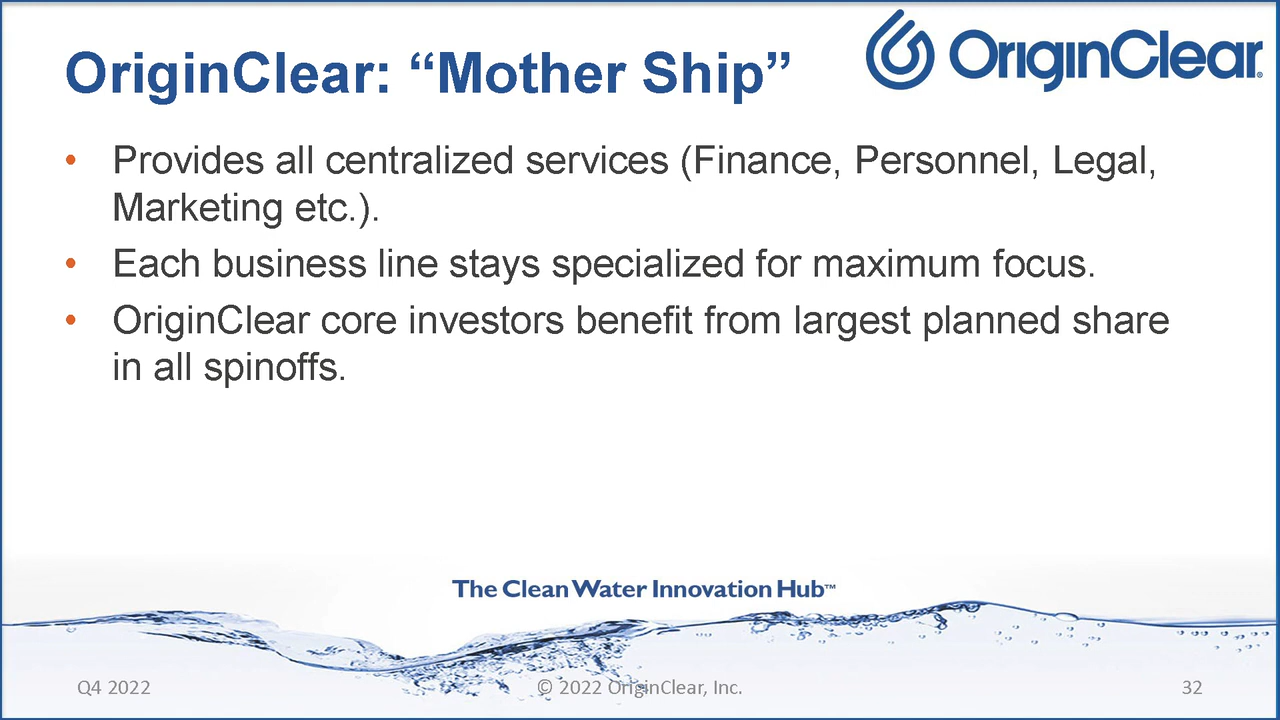 OriginClear: “Mother Ship”
OriginClear®
• Provides all centralized services (Finance, Personnel, Legal,
Marketing etc.).
• Each business line stays specialized for maximum focus.
• OriginClear core investors benefit from largest planned share
in all spinoffs.
The Clean Water Innovation Hub™
Q4 2022
© 2022 OriginClear, Inc.
32